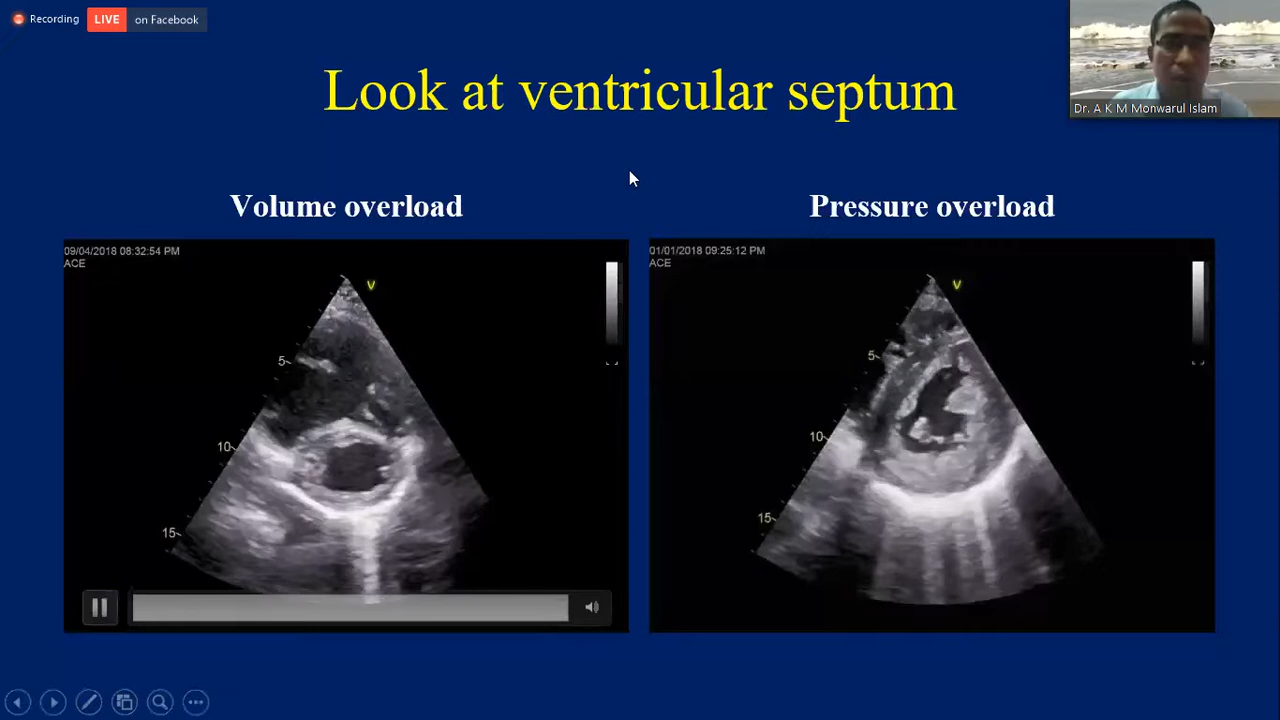 Recording
LIVE on Facebook
Look at ventricular septum
Dr. A K M Monwarul Islam
Volume overload
Pressure overload
09/04/2018 08:32:54 PM
ACE
V
5
10
15
01/01/2018 09:25:12 PM
ACE
V
5
10
15